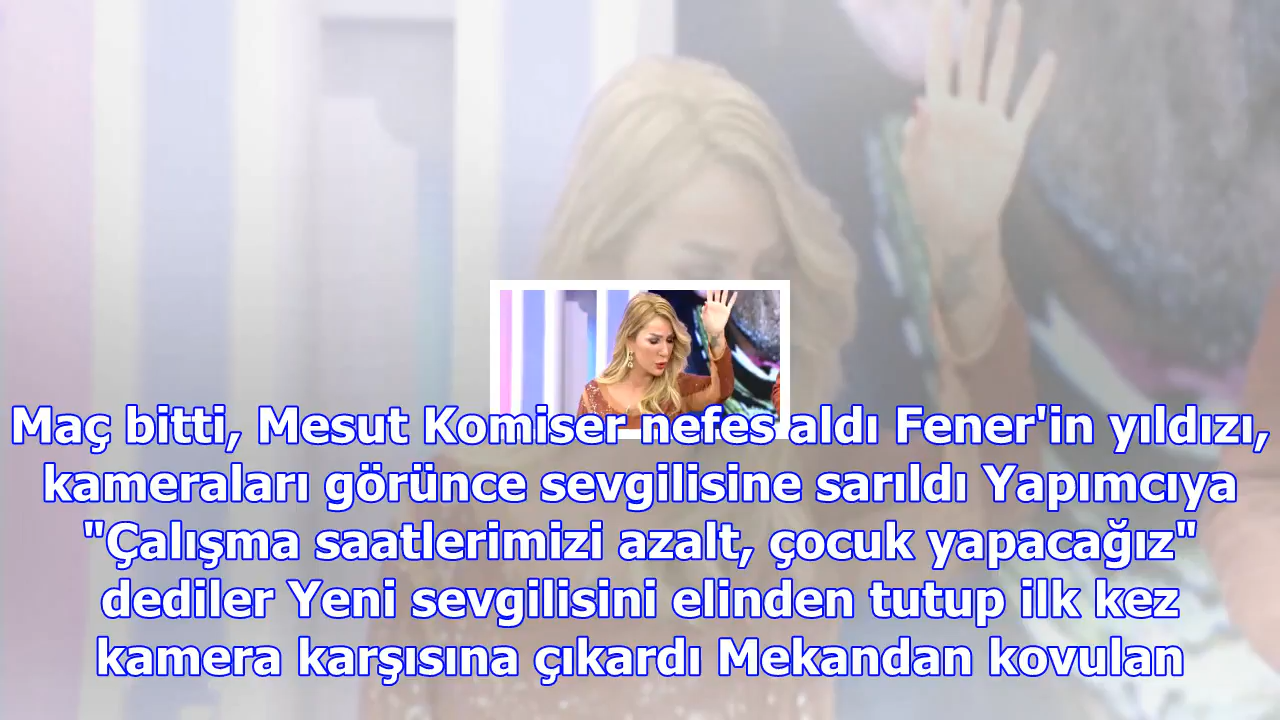 Maç bitti, Mesut Komiser nefes aldı Fener'in yıldızı,
kameraları görünce sevgilisine sarıldı Yapımcıya
"Çalışma saatlerimizi azalt, çocuk yapacağız"
dediler Yeni sevgilisini elinden tutup ilk kez
kamera karşısına çıkardı Mekandan kovulan